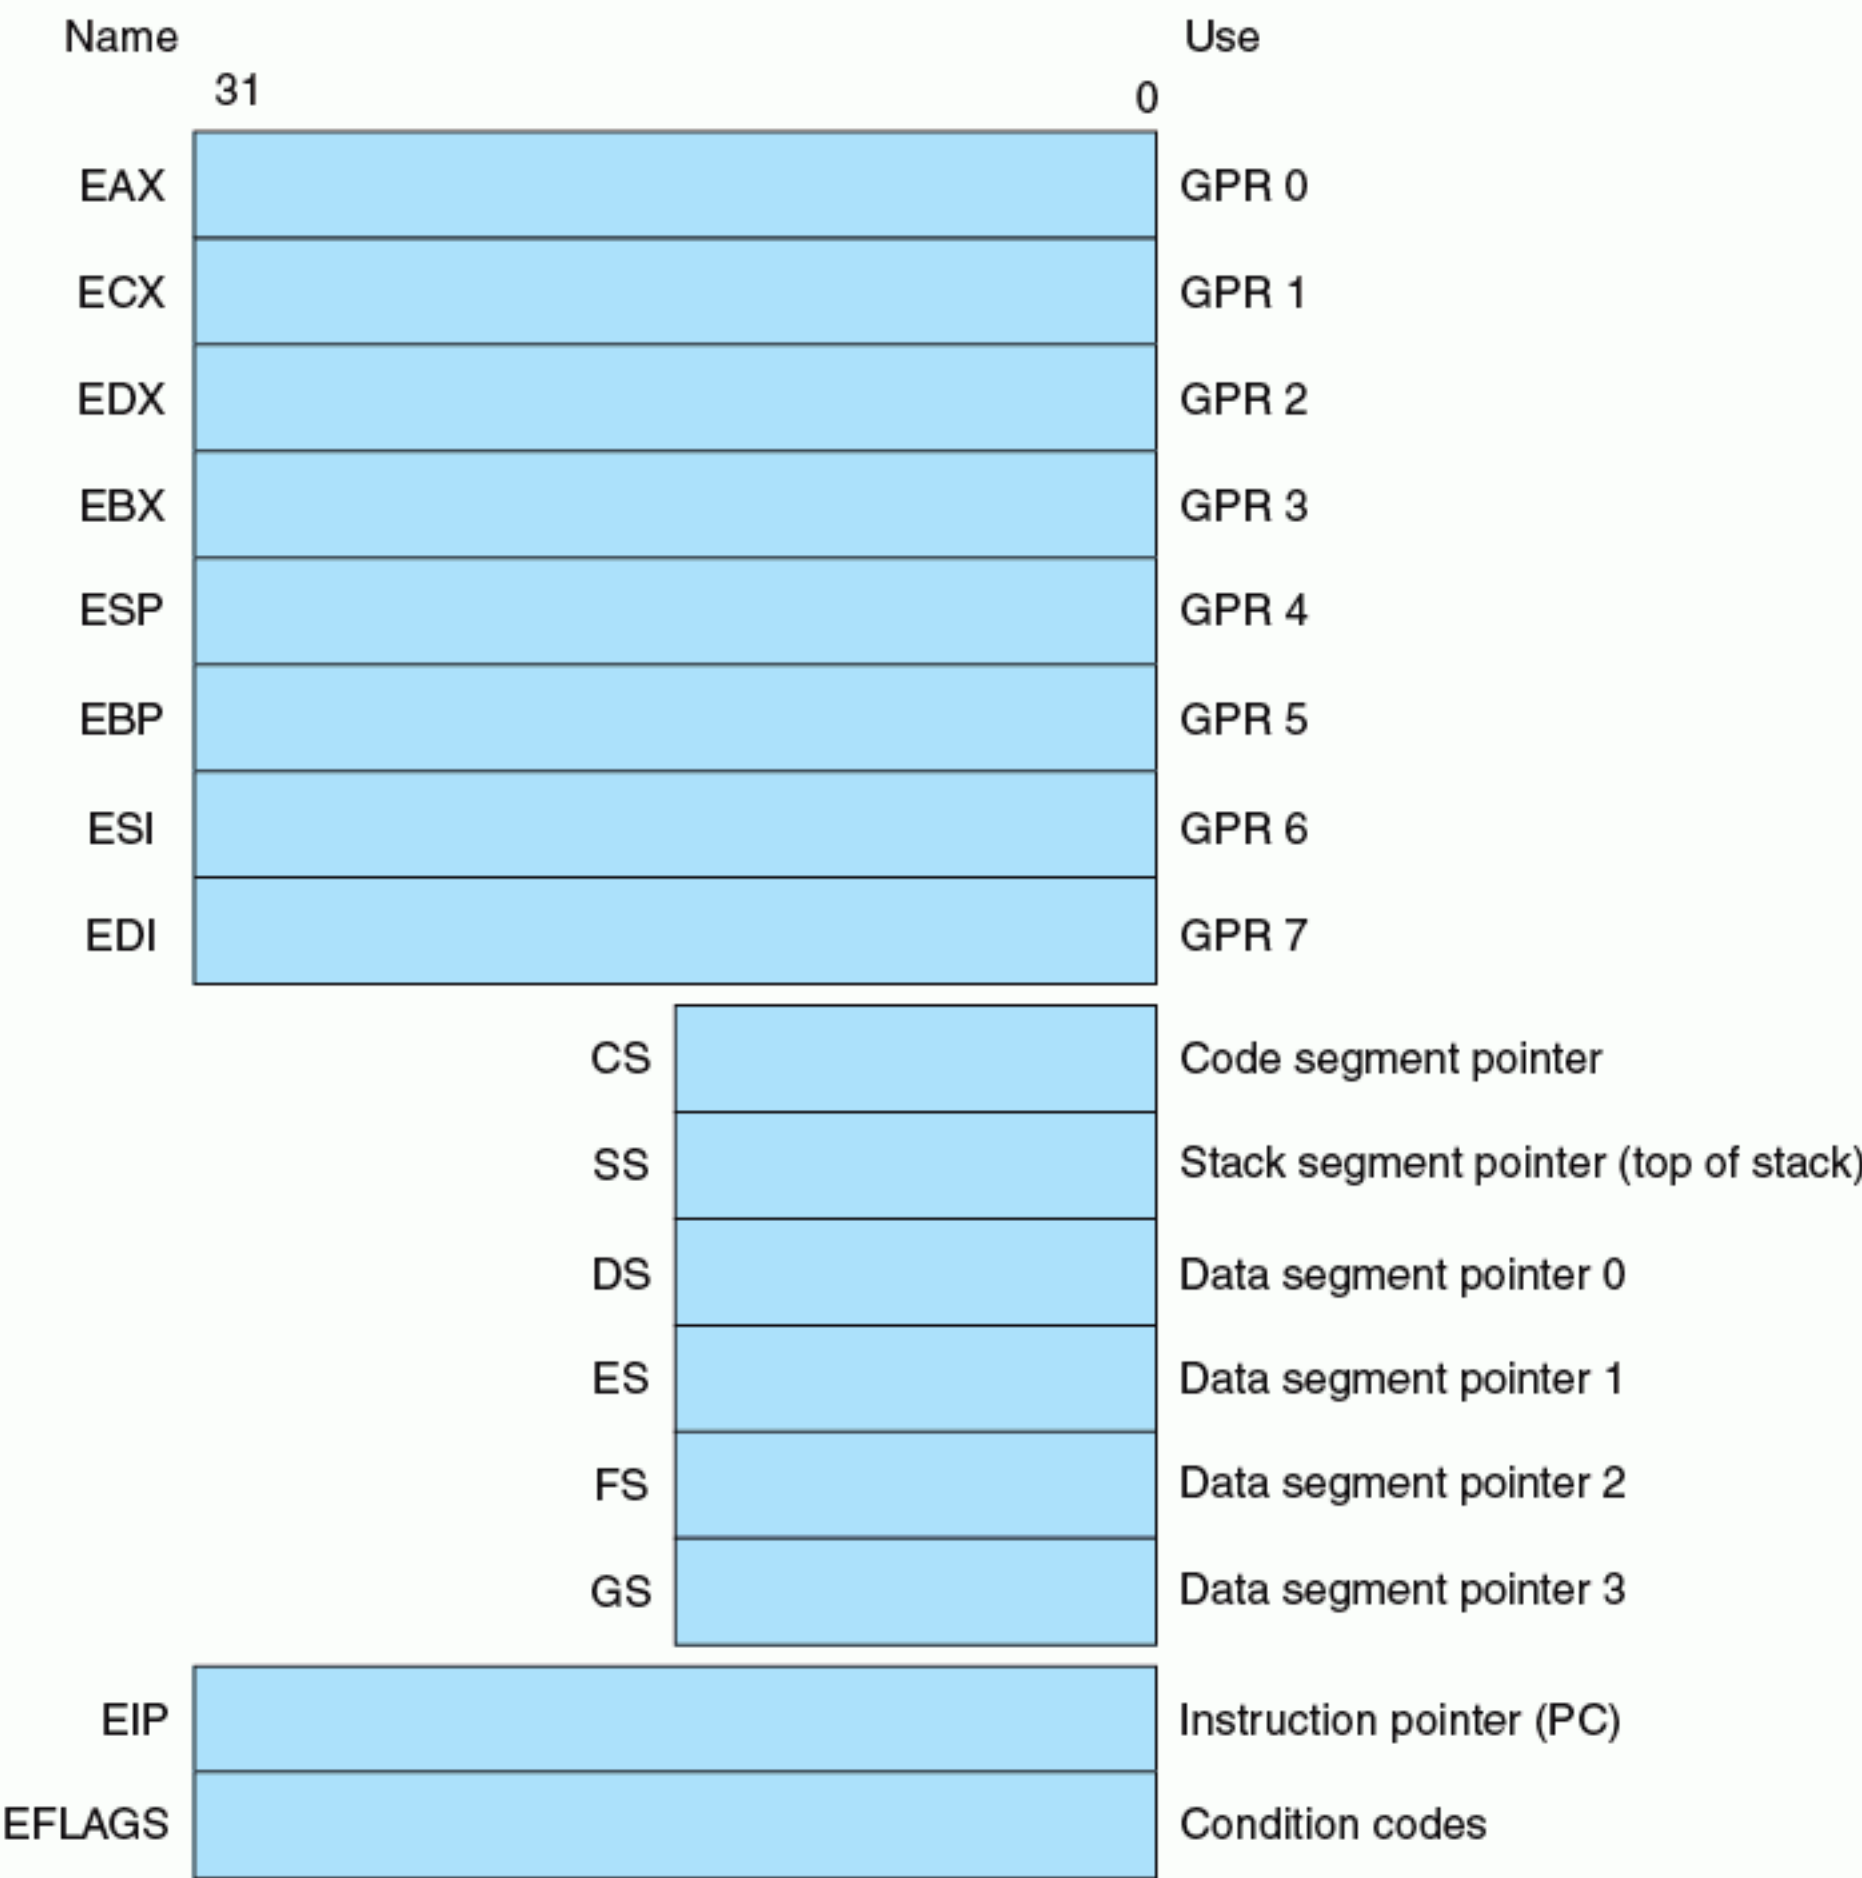 Name Use
31 0
EAX GPR 0
ECX GPR 1
EDX GPR 2
EBX GPR 3
ESP GPR 4
EBP GPR 5
ESI GPR 6
EDI GPR 7
CS Code segment pointer
SS Stack segment pointer (top of stack)
DS Data segment pointer 0
ES Data segment pointer 1
FS Data segment pointer 2
GS Data segment pointer 3
EIP Instruction pointer (PC)
EFLAGS Condition codes